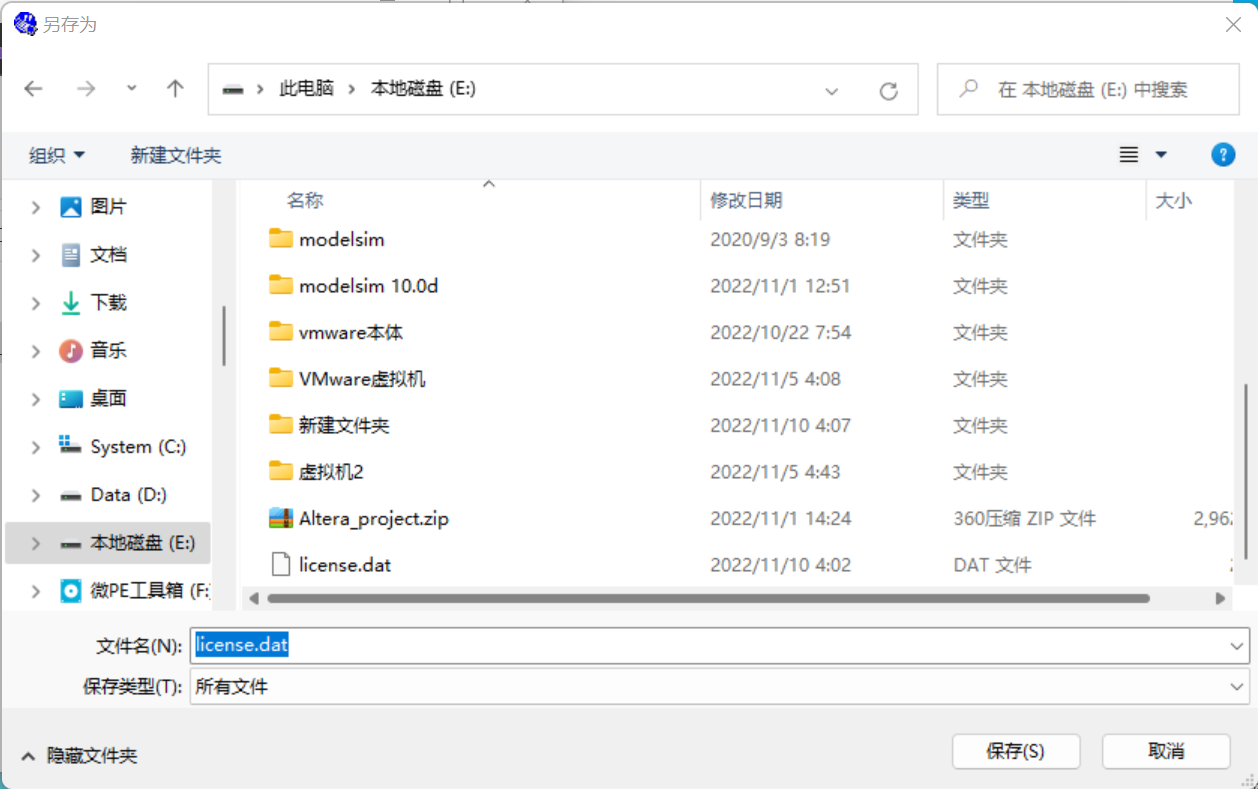 另存为
此电脑 › 本地磁盘 (E:)
在 本地磁盘 (E:) 中搜索
组织 新建文件夹
图片
文档
下载
音乐
桌面
System (C:)
Data (D:)
本地磁盘 (E:)
微PE工具箱 (F:
名称 修改日期 类型 大小
modelsim 2020/9/3 8:19 文件夹
modelsim 10.0d 2022/11/1 12:51 文件夹
vmware本体 2022/10/22 7:54 文件夹
VMware虚拟机 2022/11/5 4:08 文件夹
新建文件夹 2022/11/10 4:07 文件夹
虚拟机2 2022/11/5 4:43 文件夹
Altera_project.zip 2022/11/1 14:24 360压缩 ZIP 文件 2,96
license.dat 2022/11/10 4:02 DAT 文件
文件名(N): license.dat
保存类型(T): 所有文件
隐藏文件夹
保存(S) 取消